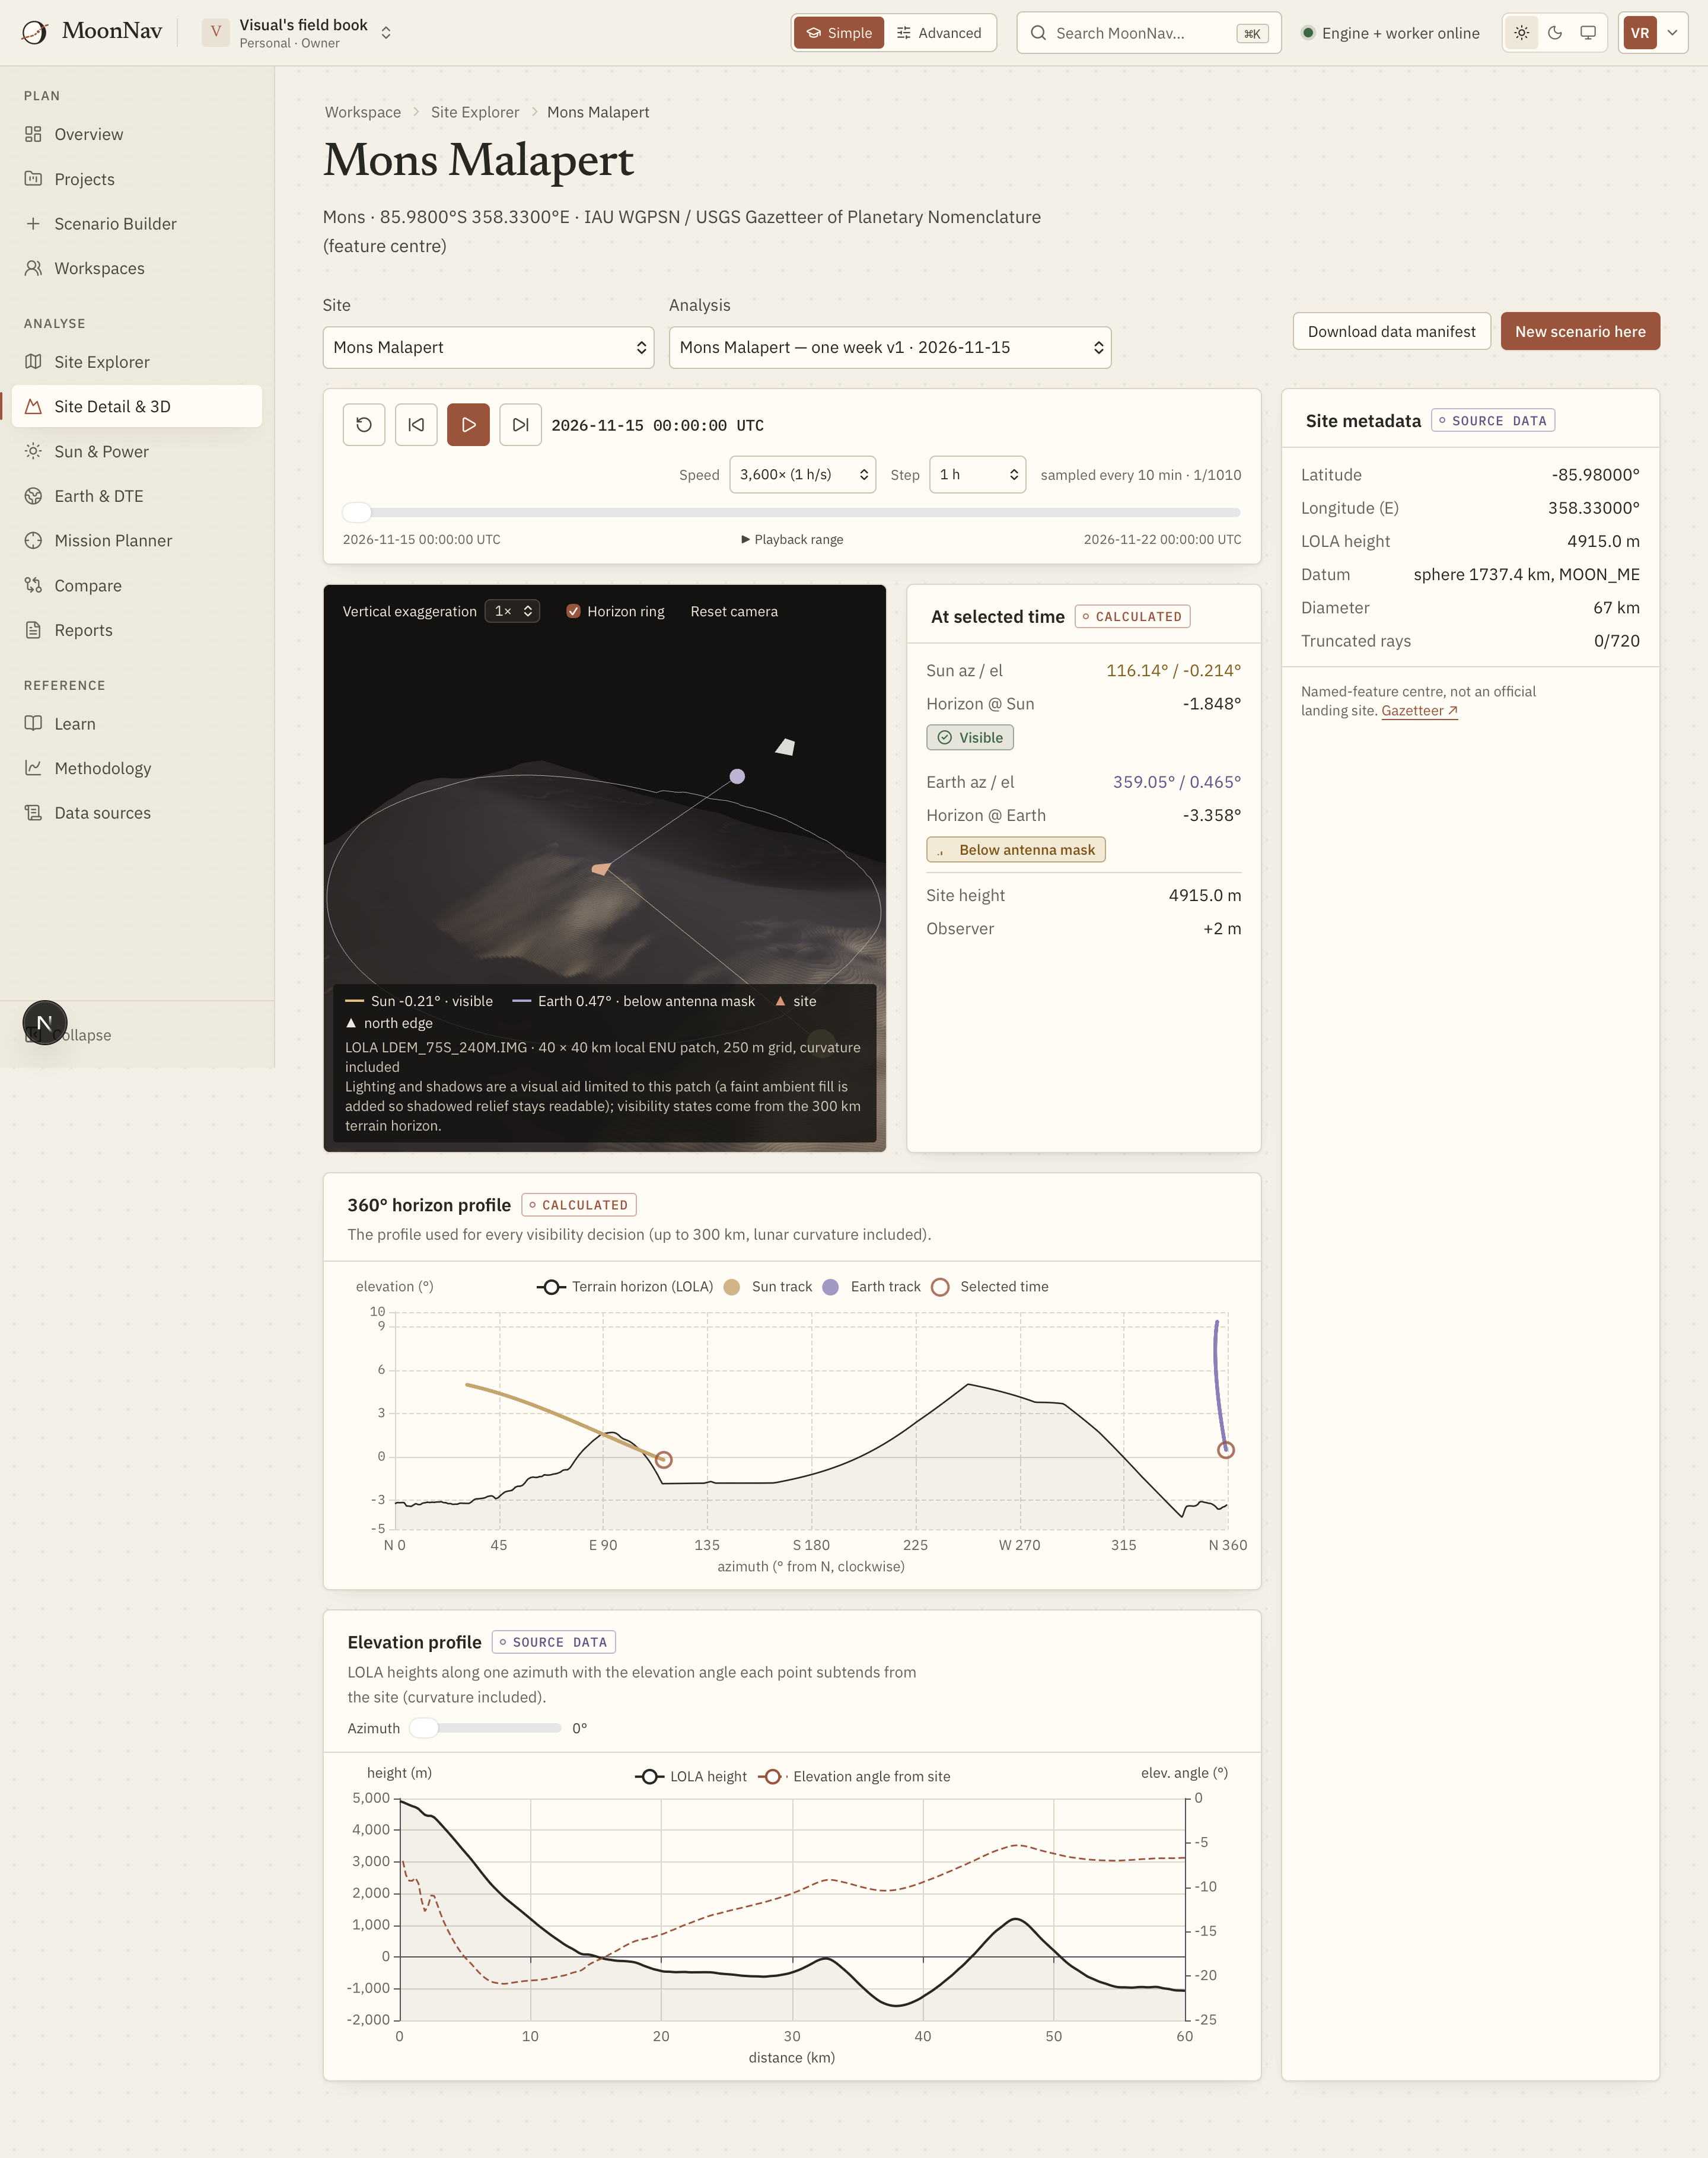 MoonNav
V
Visual's field book
Personal · Owner
Simple
Advanced
Search MoonNav...
⌘K
Engine + worker online
VR
PLAN
Overview
Projects
Scenario Builder
Workspaces
ANALYSE
Site Explorer
Site Detail & 3D
Sun & Power
Earth & DTE
Mission Planner
Compare
Reports
REFERENCE
Learn
Methodology
Data sources
N
Collapse
Workspace > Site Explorer > Mons Malapert
Mons Malapert
Mons · 85.9800°S 358.3300°E · IAU WGPSN / USGS Gazetteer of Planetary Nomenclature
(feature centre)
Site
Analysis
Mons Malapert
Mons Malapert — one week v1 · 2026-11-15
Download data manifest
New scenario here
2026-11-15 00:00:00 UTC
Speed
3,600× (1 h/s)
Step
1 h
sampled every 10 min · 1/1010
2026-11-15 00:00:00 UTC
▶ Playback range
2026-11-22 00:00:00 UTC
Vertical exaggeration
1×
Horizon ring
Reset camera
Sun -0.21° · visible
Earth 0.47° · below antenna mask
▲ site
▲ north edge
LOLA LDEM_75S_240M.IMG · 40 × 40 km local ENU patch, 250 m grid, curvature
included
Lighting and shadows are a visual aid limited to this patch (a faint ambient fill is
added so shadowed relief stays readable); visibility states come from the 300 km
terrain horizon.
At selected time
CALCULATED
Sun az / el 116.14° / -0.214°
Horizon @ Sun -1.848°
Visible
Earth az / el 359.05° / 0.465°
Horizon @ Earth -3.358°
Below antenna mask
Site height 4915.0 m
Observer +2 m
Site metadata
SOURCE DATA
Latitude -85.98000°
Longitude (E) 358.33000°
LOLA height 4915.0 m
Datum sphere 1737.4 km, MOON_ME
Diameter 67 km
Truncated rays 0/720
Named-feature centre, not an official
landing site. Gazetteer ↗
360° horizon profile
CALCULATED
The profile used for every visibility decision (up to 300 km, lunar curvature included).
elevation (°)
Terrain horizon (LOLA)
Sun track
Earth track
Selected time
10
9
6
3
0
-3
-5
N 0
45
E 90
135
S 180
225
W 270
315
N 360
azimuth (° from N, clockwise)
Elevation profile
SOURCE DATA
LOLA heights along one azimuth with the elevation angle each point subtends from
the site (curvature included).
Azimuth
0°
height (m)
LOLA height
Elevation angle from site
elev. angle (°)
5,000
4,000
3,000
2,000
1,000
0
-1,000
-2,000
0
-5
-10
-15
-20
-25
0
10
20
30
40
50
60
distance (km)